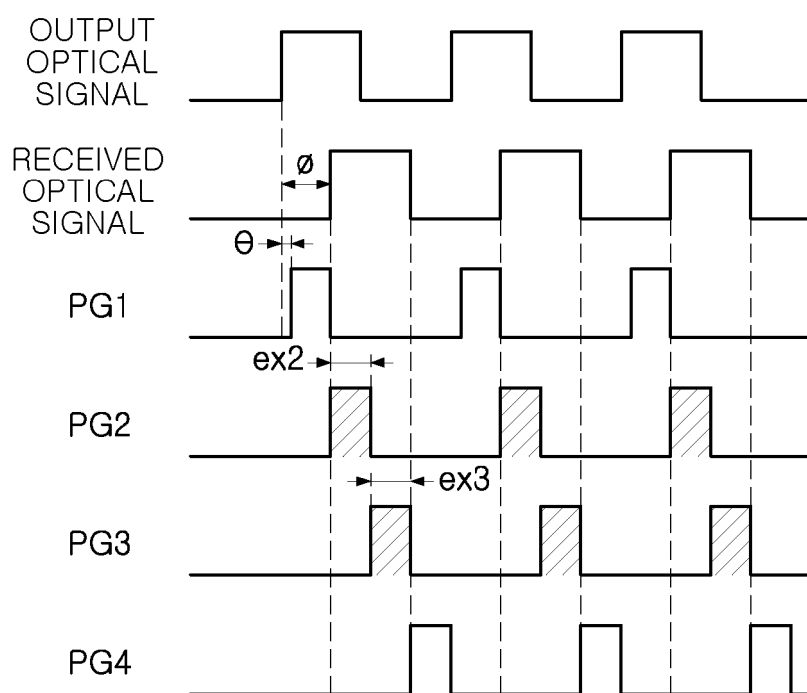 OUTPUT
OPTICAL
SIGNAL
RECEIVED
OPTICAL
SIGNAL
ø
θ
PG1
ex2
PG2
ex3
PG3
PG4